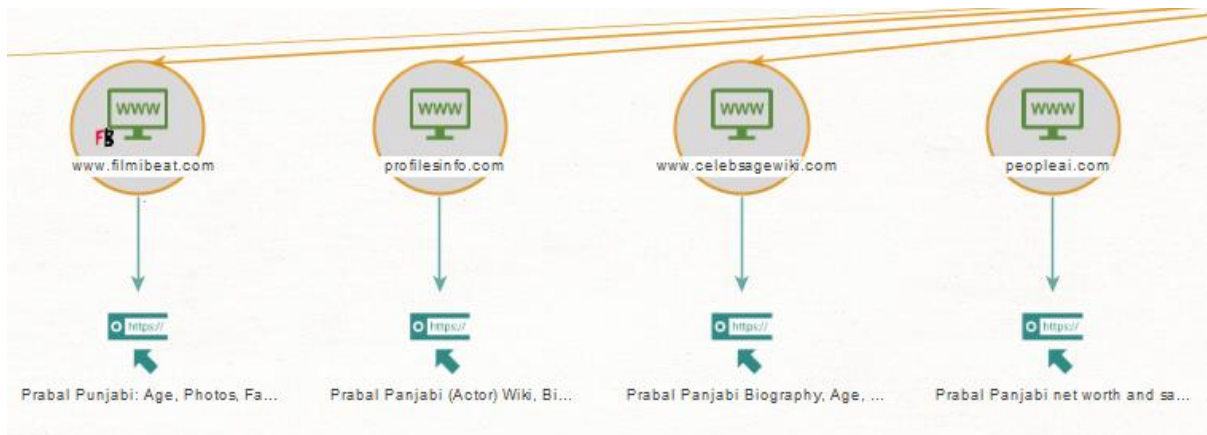 www
www
www
www
FB
www.filmibeat.com
profilesinfo.com
www.celebsagewiki.com
peopleai.com
https://
https://
https://
https://
Prabal Punjabi: Age, Photos, Fa...
Prabal Panjabi (Actor) Wiki, Bi...
Prabal Panjabi Biography, Age, ...
Prabal Panjabi net worth and sa...